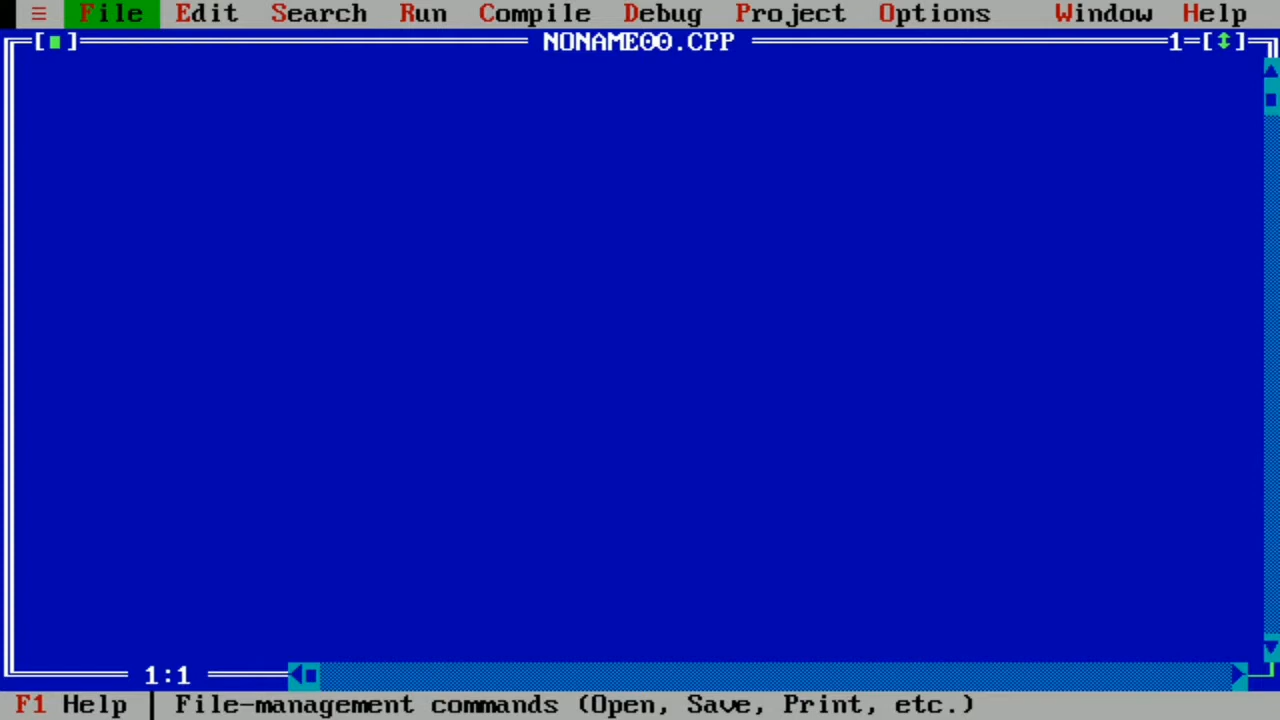 ≡ File Edit Search Run Compile Debug Project Options Window Help
[■] NONAME00.CPP 1=[↕]
1:1
F1 Help | File-management commands (Open, Save, Print, etc.)